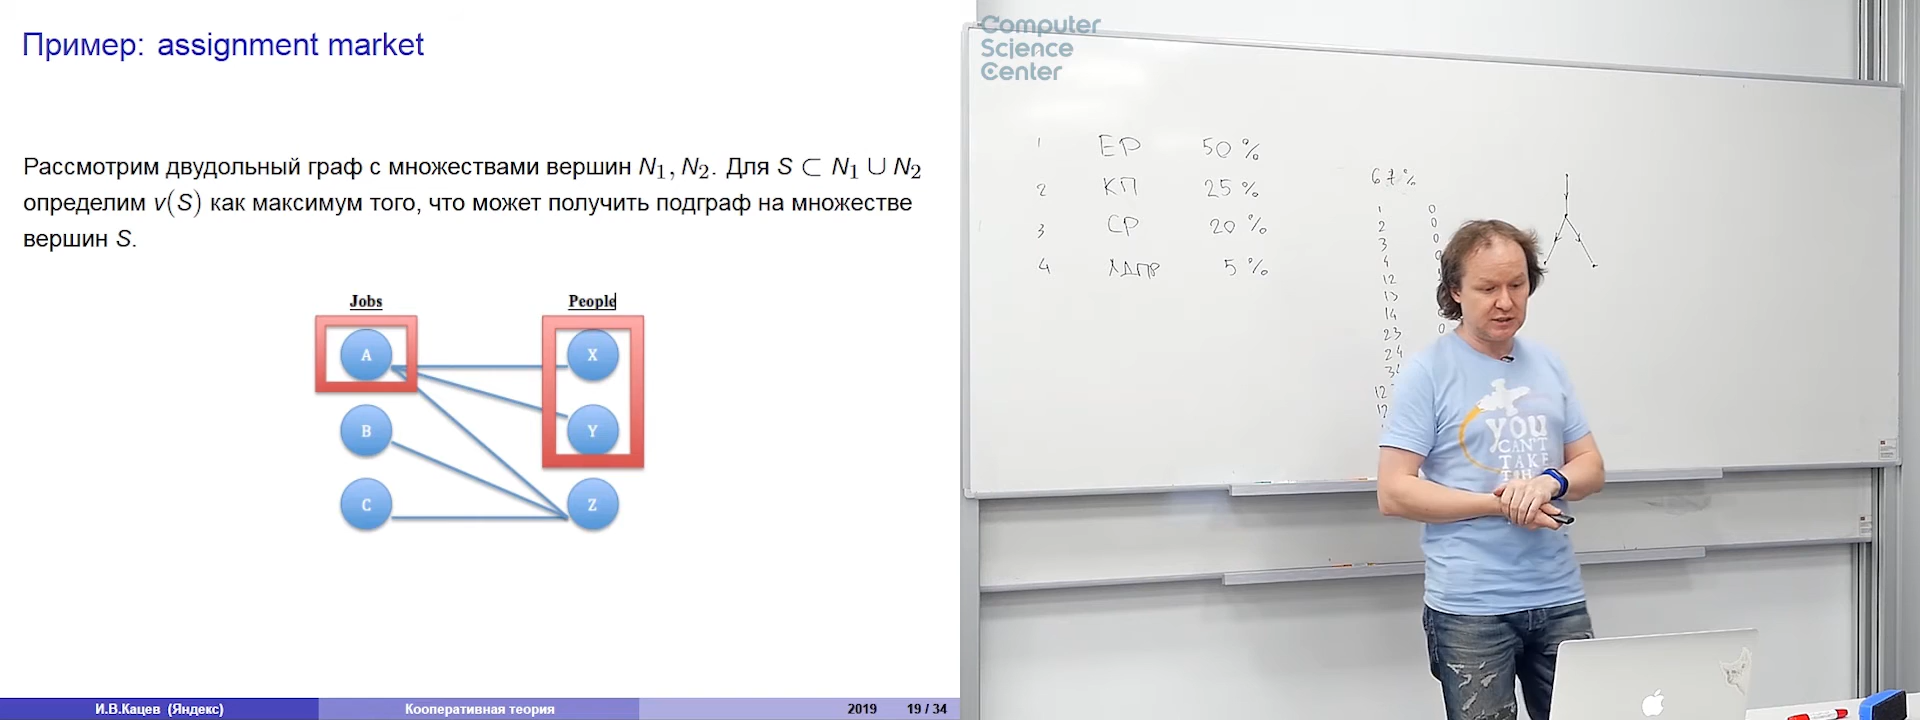 Пример: assignment market
Рассмотрим двудольный граф с множествами вершин N₁, N₂. Для S ⊂ N₁ ∪ N₂
определим v(S) как максимум того, что может получить подграф на множестве
вершин S.
Jobs People
A X
B Y
C Z
И.В.Кацев (Яндекс) Кооперативная теория 2019 19 / 34
Computer
Science
Center
1 ЕР 50 %
2 КП 25 %
3 СР 20 %
4 ЛДПР 5 %
1 0
2 0
3 0
4 0
12
13
14
23 0
24
34
YOU
CAN'T
TAKE